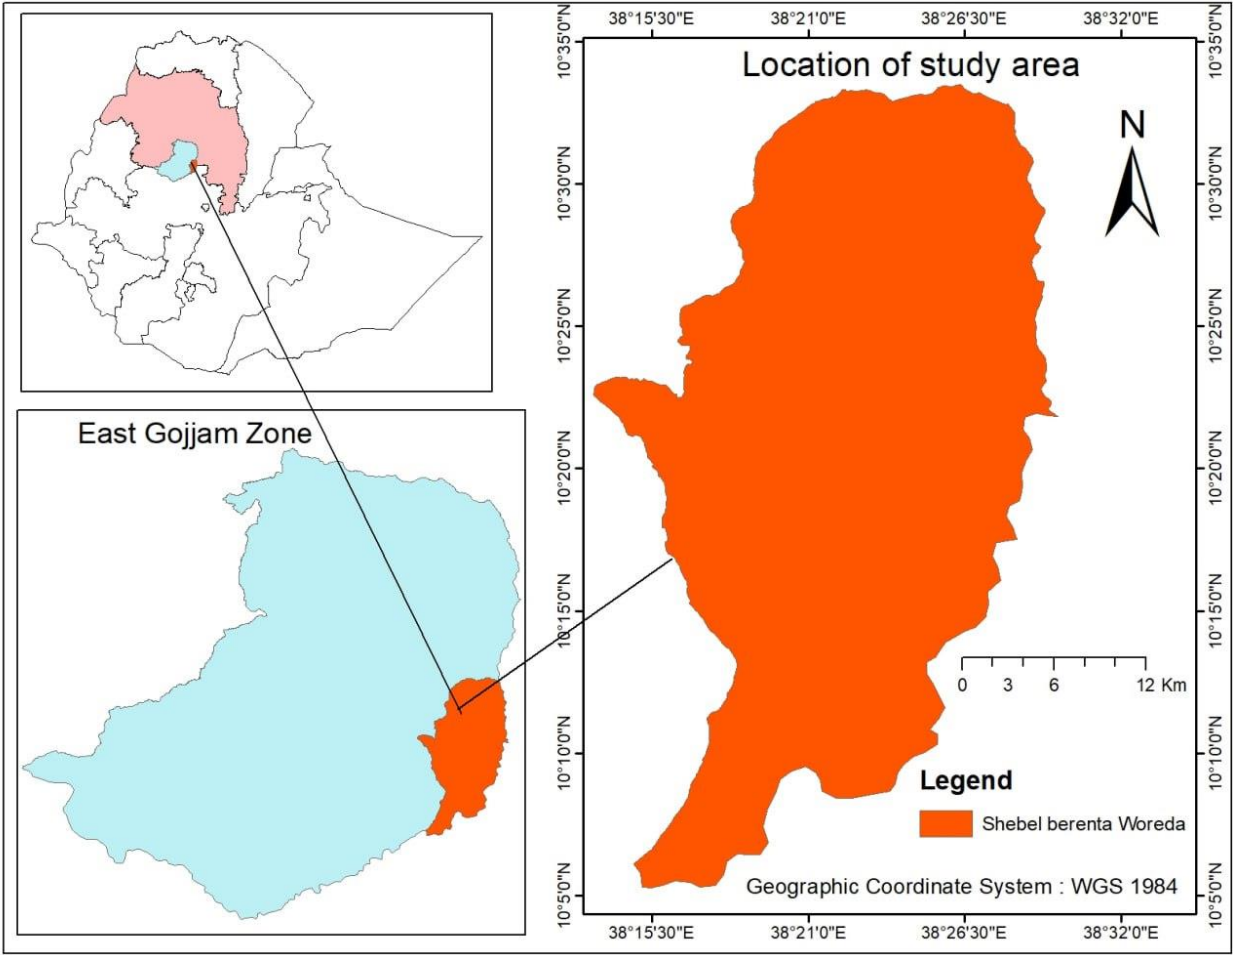 East Gojjam Zone
38°15'30"E 38°21'0"E 38°26'30"E 38°32'0"E
Location of study area
N
10°35'0"N 10°35'0"N
10°30'0"N 10°30'0"N
10°25'0"N 10°25'0"N
10°20'0"N 10°20'0"N
10°15'0"N 10°15'0"N
10°10'0"N 10°10'0"N
10°5'0"N 10°5'0"N
0 3 6 12 Km
Legend
Shebel berenta Woreda
Geographic Coordinate System : WGS 1984
38°15'30"E 38°21'0"E 38°26'30"E 38°32'0"E